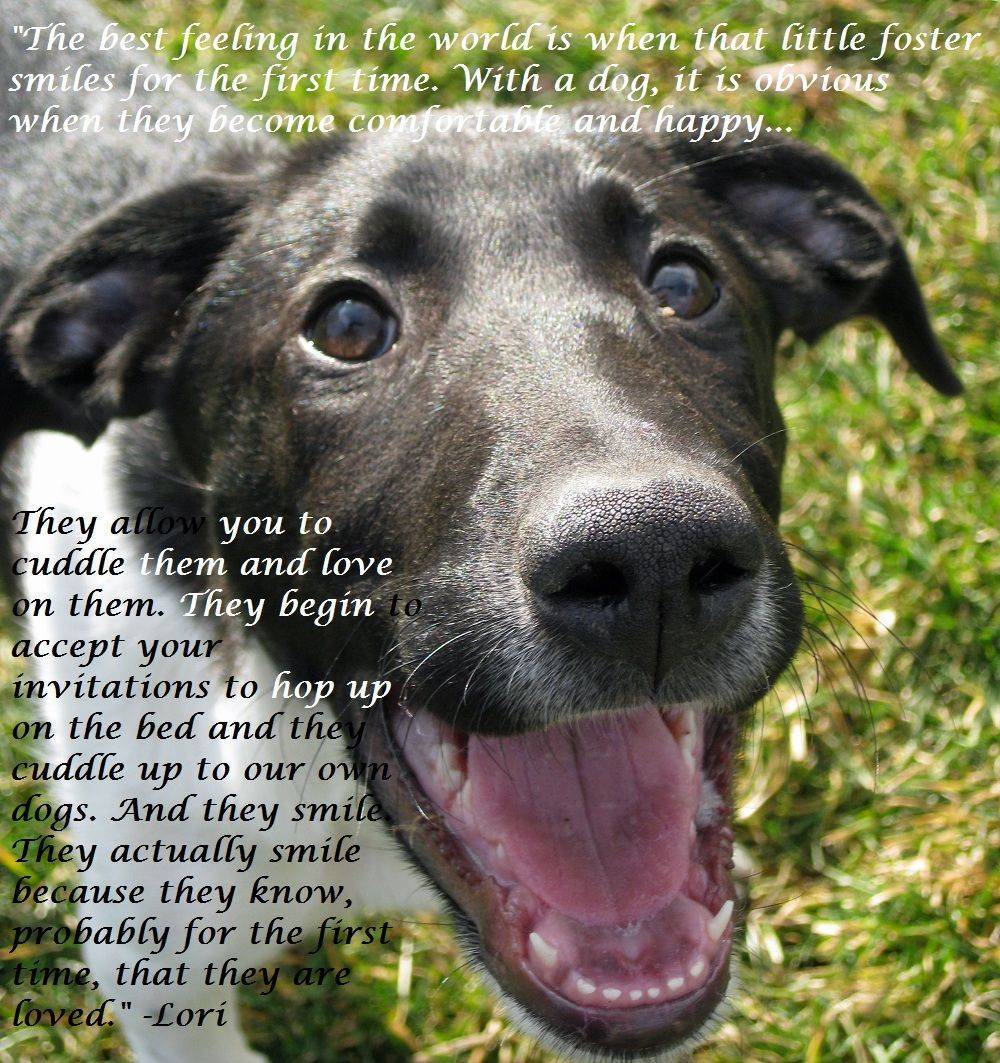 "The best feeling in the world is when that little foster
smiles for the first time. With a dog, it is obvious
when they become comfortable and happy...
They allow you to
cuddle them and love
on them. They begin to
accept your
invitations to hop up
on the bed and they
cuddle up to our own
dogs. And they smile.
They actually smile
because they know,
probably for the first
time, that they are
loved." -Lori